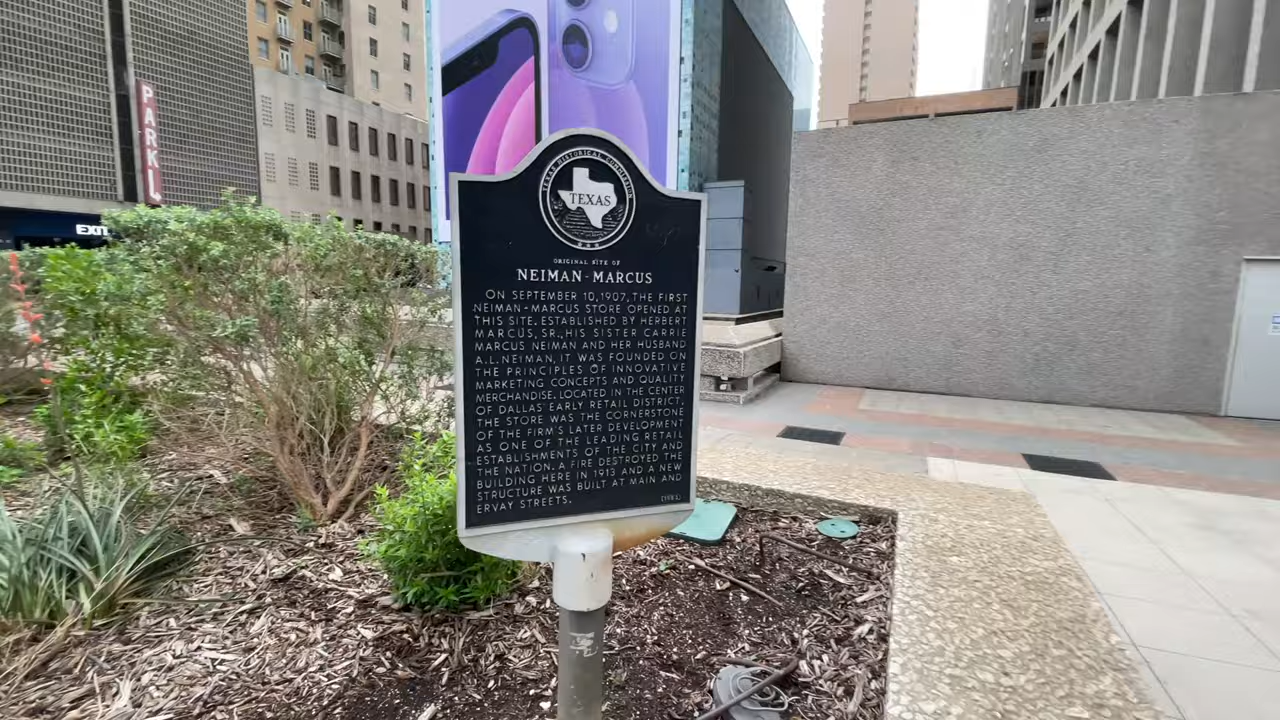 PARKI
EXIT
TEXAS HISTORICAL COMMISSION
TEXAS
ORIGINAL SITE OF
NEIMAN-MARCUS
ON SEPTEMBER 10, 1907, THE FIRST
NEIMAN-MARCUS STORE OPENED AT
THIS SITE. ESTABLISHED BY HERBERT
MARCUS, SR., HIS SISTER CARRIE
MARCUS NEIMAN AND HER HUSBAND
A.L. NEIMAN, IT WAS FOUNDED ON
THE PRINCIPLES OF INNOVATIVE
MARKETING CONCEPTS AND QUALITY
MERCHANDISE. LOCATED IN THE CENTER
OF DALLAS' EARLY RETAIL DISTRICT,
THE STORE WAS THE CORNERSTONE
OF THE FIRM'S LATER DEVELOPMENT
AS ONE OF THE LEADING RETAIL
ESTABLISHMENTS OF THE CITY AND
THE NATION. A FIRE DESTROYED THE
BUILDING HERE IN 1913 AND A NEW
STRUCTURE WAS BUILT AT MAIN AND
ERVAY STREETS.